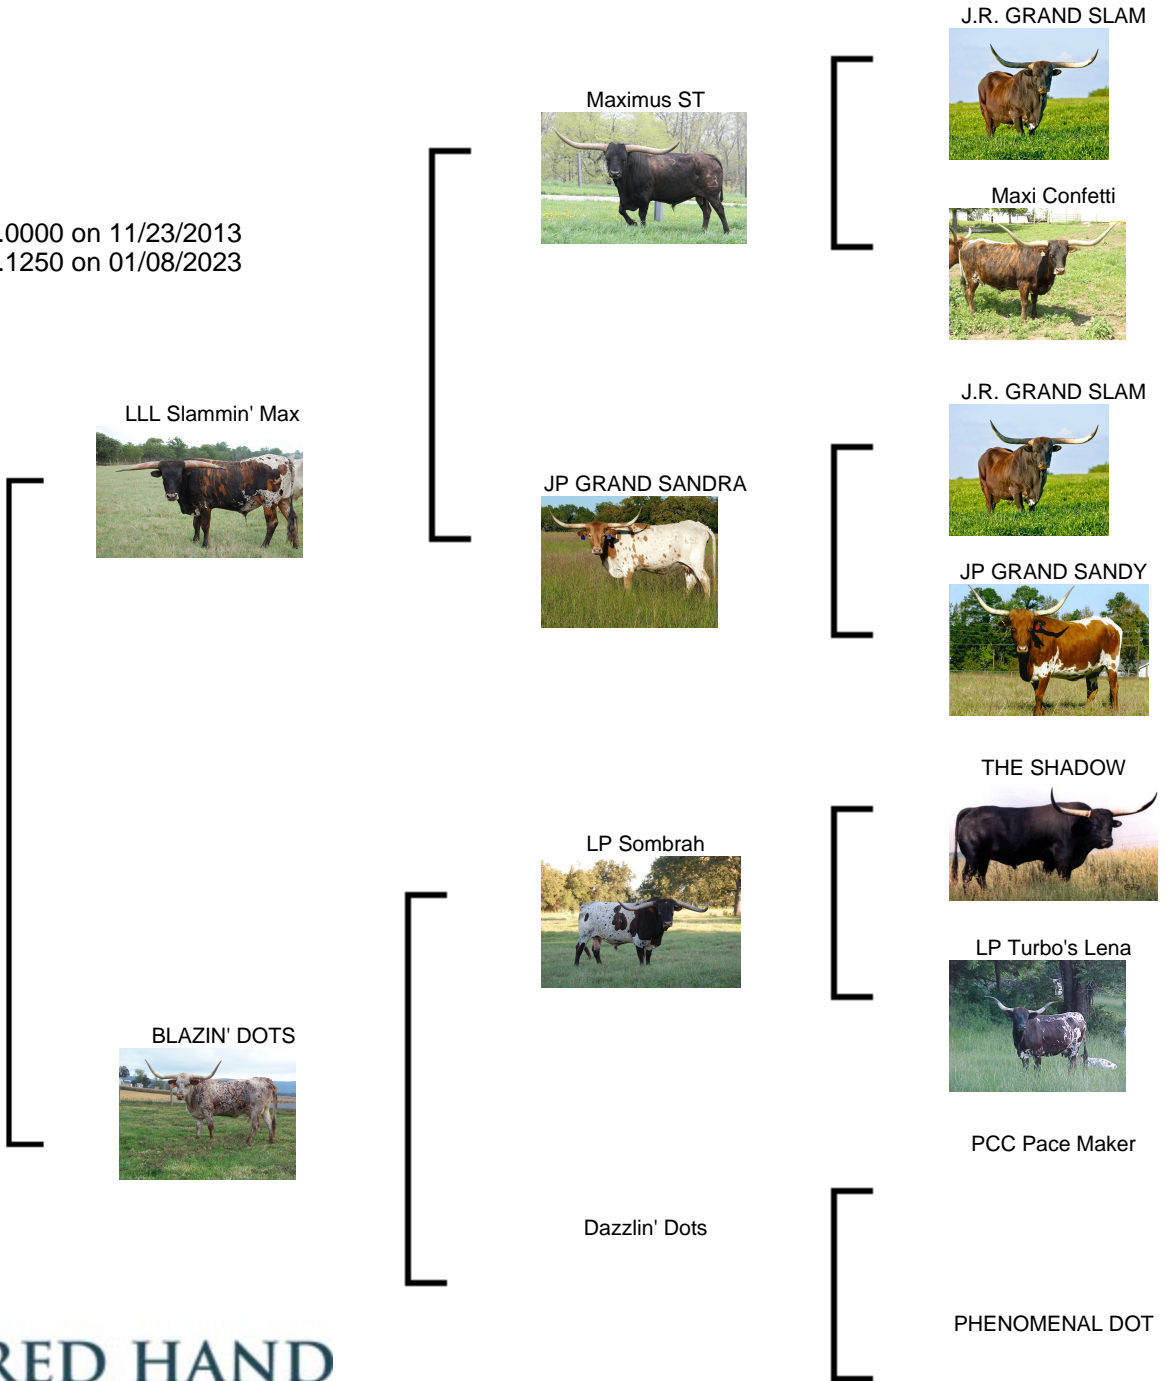 J.R. GRAND SLAM
Maximus ST
Maxi Confetti
.0000 on 11/23/2013
.1250 on 01/08/2023
J.R. GRAND SLAM
LLL Slammin' Max
JP GRAND SANDRA
JP GRAND SANDY
THE SHADOW
LP Sombrah
LP Turbo's Lena
BLAZIN' DOTS
PCC Pace Maker
Dazzlin' Dots
PHENOMENAL DOT
RED HAND